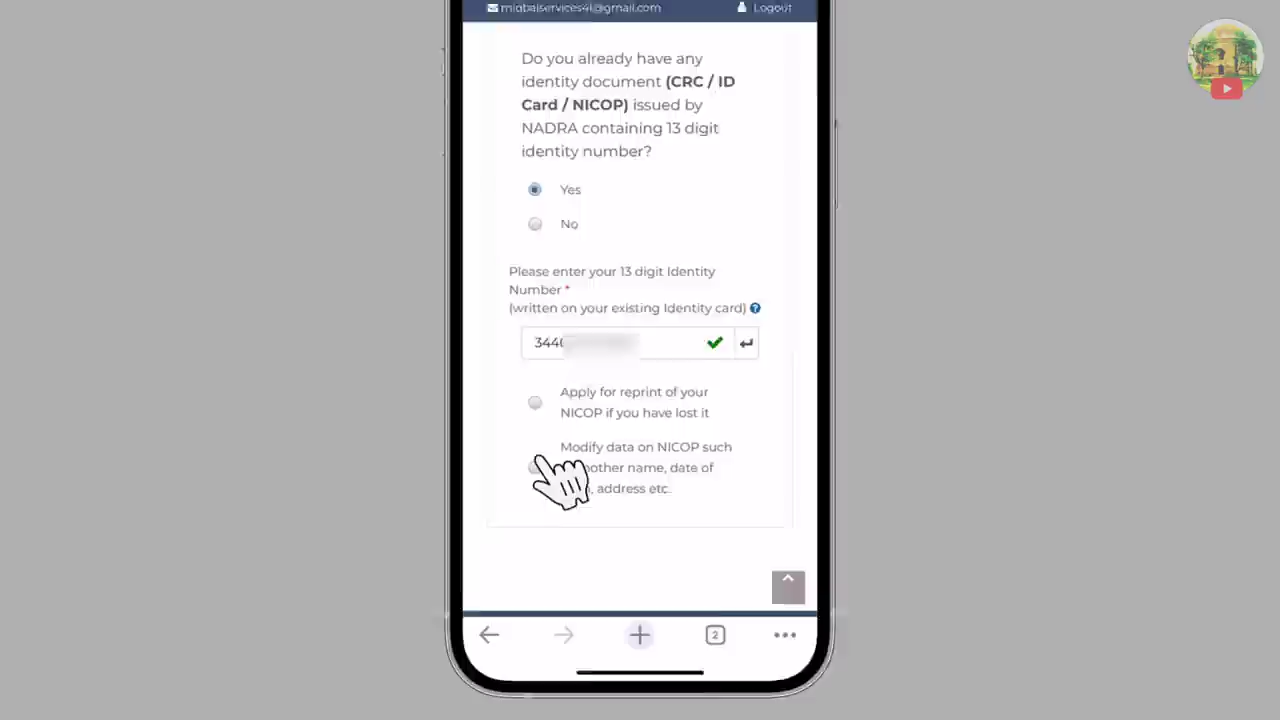 miqbalservices41@gmail.com Logout
Do you already have any
identity document (CRC / ID
Card / NICOP) issued by
NADRA containing 13 digit
identity number?
Yes
No
Please enter your 13 digit Identity
Number *
(written on your existing Identity card)
344
Apply for reprint of your
NICOP if you have lost it
Modify data on NICOP such
name, date of
address etc.
2